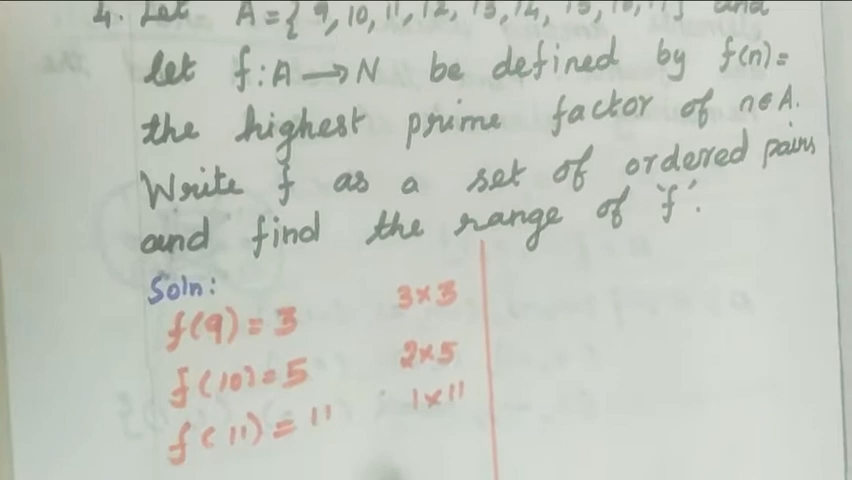 4. Let A={9,10,11,12,13,14,15,16,17} and
let f:A→N be defined by f(n)=
the highest prime factor of n∈A.
Write f as a set of ordered pairs
and find the range of 'f'.
Soln:
f(9)=3 3×3
f(10)=5 2×5
f(11)=11 1×11